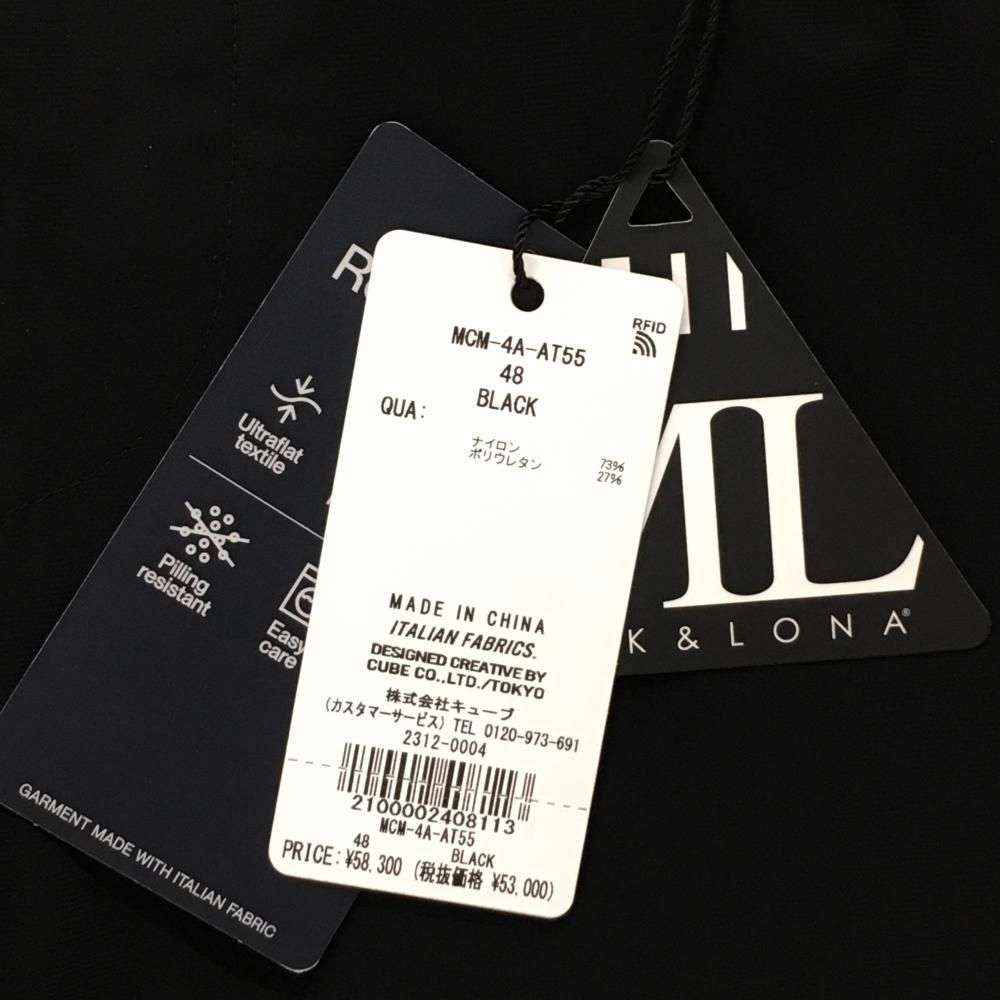 Ultraflat
textile
Pilling
resistant
Easy
care
GARMENT MADE WITH ITALIAN FABRIC
RFID
MCM-4A-AT55
48
BLACK
QUA:
ナイロン 73%
ポリウレタン 27%
MADE IN CHINA
ITALIAN FABRICS.
DESIGNED CREATIVE BY
CUBE CO.,LTD./TOKYO
株式会社キューブ
(カスタマーサービス) TEL 0120-973-691
2312-0004
2100002408113
MCM-4A-AT55
48 BLACK
PRICE:¥58,300 (税抜価格 ¥53,000)
K & LONA®